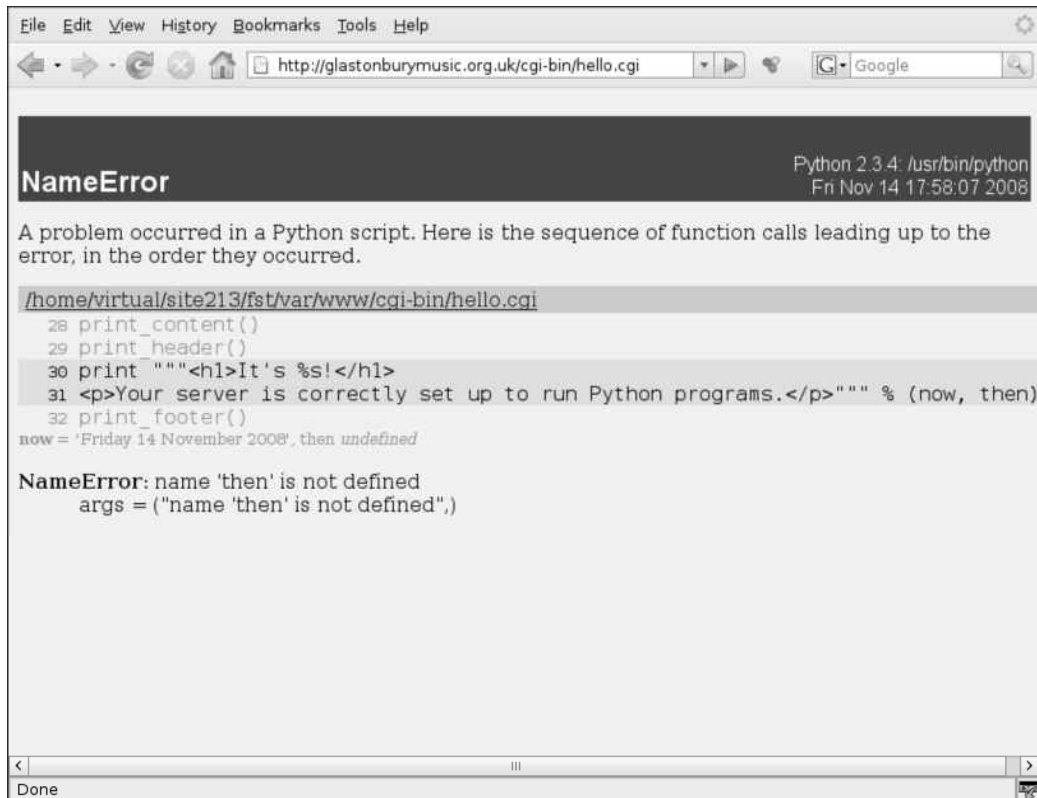 File Edit View History Bookmarks Tools Help
http://glastonburymusic.org.uk/cgi-bin/hello.cgi G Google
NameError
Python 2.3.4: /usr/bin/python
Fri Nov 14 17:58:07 2008
A problem occurred in a Python script. Here is the sequence of function calls leading up to the
error, in the order they occurred.
/home/virtual/site213/fst/var/www/cgi-bin/hello.cgi
28 print_content()
29 print_header()
30 print """<h1>It's %s!</h1>
31 <p>Your server is correctly set up to run Python programs.</p>""" % (now, then)
32 print_footer()
now = 'Friday 14 November 2008', then undefined
NameError: name 'then' is not defined
args = ("name 'then' is not defined",)
Done